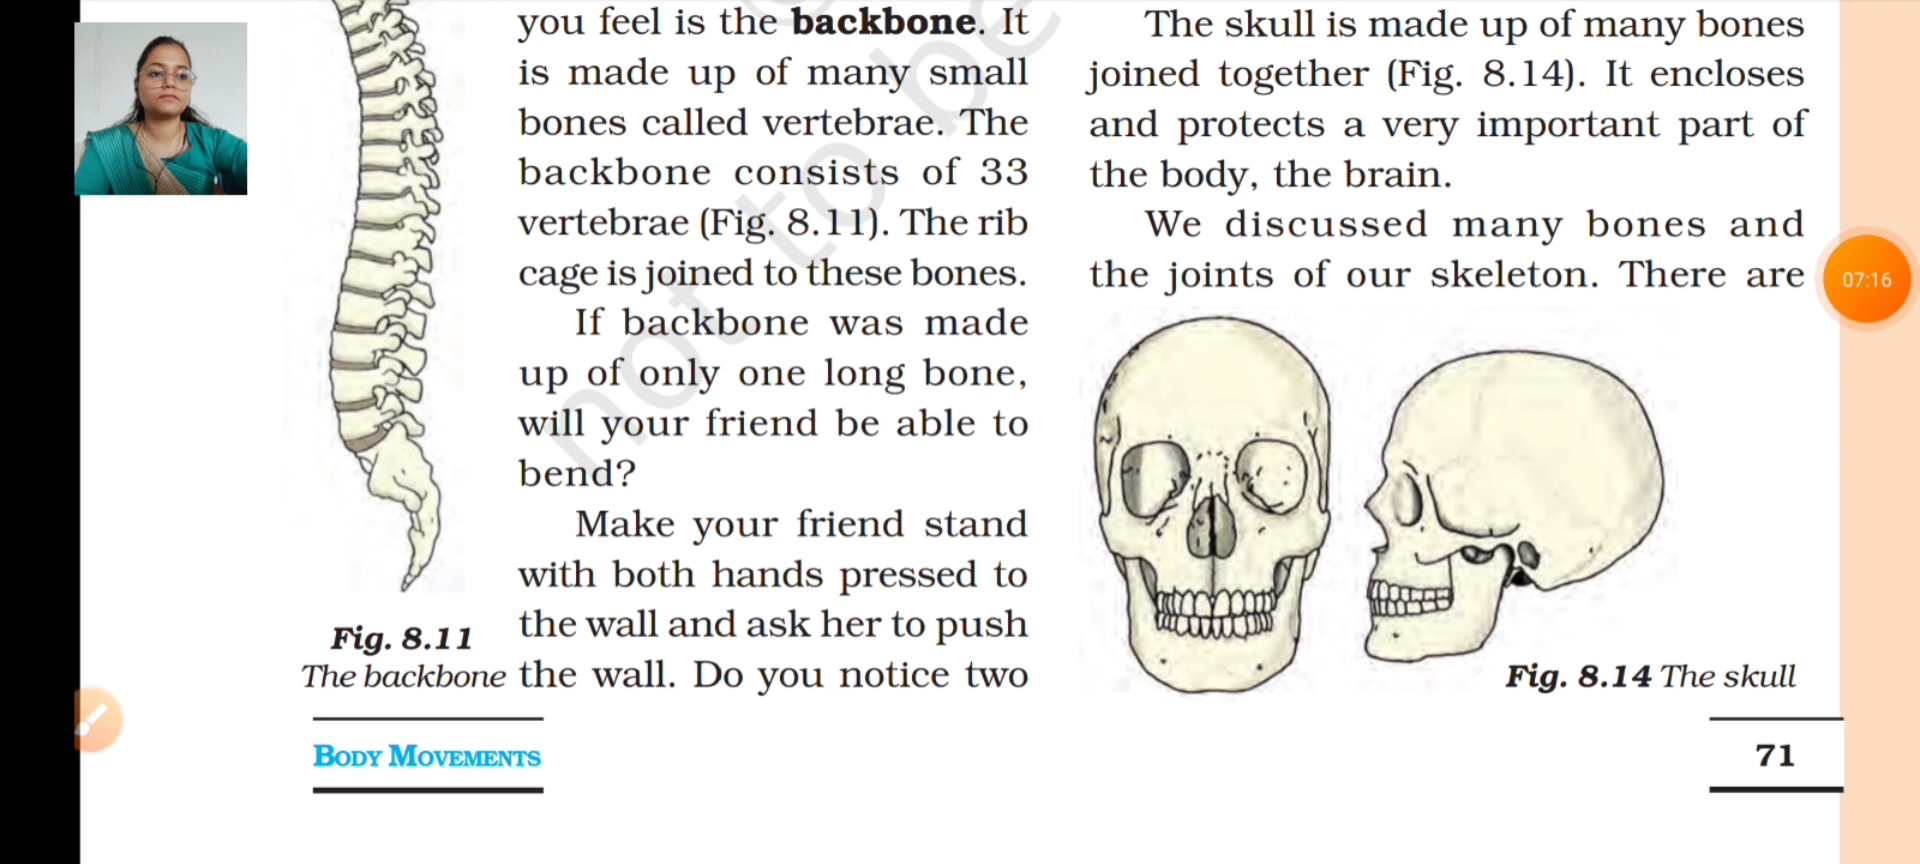 you feel is the backbone. It
is made up of many small
bones called vertebrae. The
backbone consists of 33
vertebrae (Fig. 8.11). The rib
cage is joined to these bones.
If backbone was made
up of only one long bone,
will your friend be able to
bend?
Make your friend stand
with both hands pressed to
the wall and ask her to push
the wall. Do you notice two
Fig. 8.11
The backbone
The skull is made up of many bones
joined together (Fig. 8.14). It encloses
and protects a very important part of
the body, the brain.
We discussed many bones and
the joints of our skeleton. There are
Fig. 8.14 The skull
BODY MOVEMENTS
71
07:16
not to be